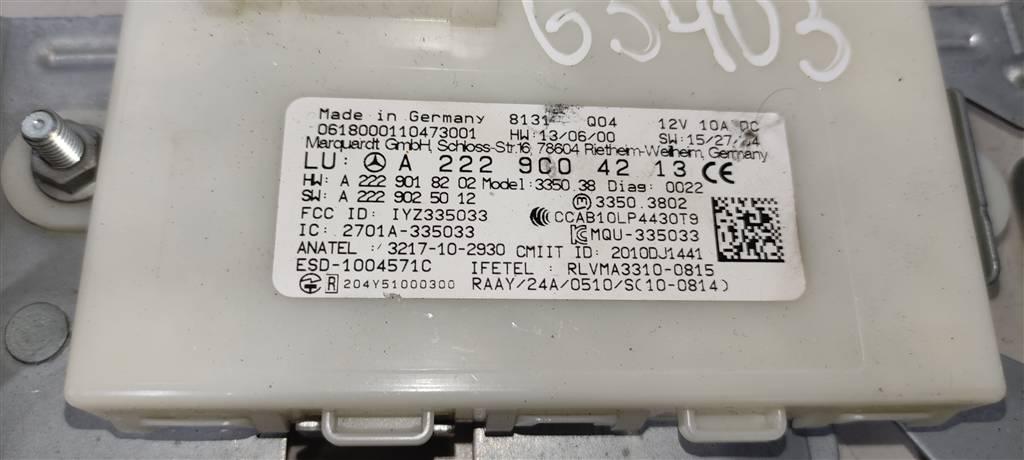 63403
Made in Germany 8131 Q04 12V 10A DC
0618000110473001 HW:13/06/00 SW:15/27/
Marquardt GmbH, Schloss-Str.16, 78604 Rietheim-Weilheim, Germany
LU: A 222 900 42 13 CE
HW: A 222 901 82 02 Model: 3350.38 Diag: 0022
SW: A 222 902 50 12 m 3350.3802
FCC ID: IYZ335033 CCAB10LP4430T9
IC: 2701A-335033 MQU-335033
ANATEL :/3217-10-2930 CMIIT ID: 2010DJ1441
ESD-1004571C IFETEL: RLVMA3310-0815
R 204Y51000300 RAAY/24A/0510/S(10-0814)